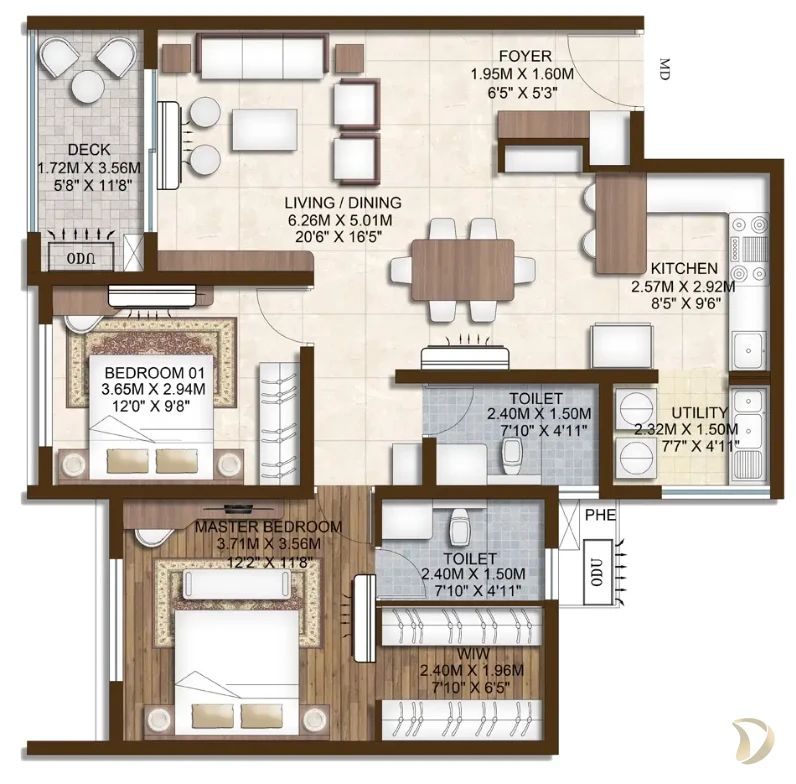 FOYER
1.95M X 1.60M
6'5" X 5'3"
MD
DECK
1.72M X 3.56M
5'8" X 11'8"
LIVING / DINING
6.26M X 5.01M
20'6" X 16'5"
ODU
KITCHEN
2.57M X 2.92M
8'5" X 9'6"
BEDROOM 01
3.65M X 2.94M
12'0" X 9'8"
TOILET
2.40M X 1.50M
7'10" X 4'11"
UTILITY
2.32M X 1.50M
7'7" X 4'11"
MASTER BEDROOM
3.71M X 3.56M
12'2" X 11'8"
PHE
TOILET
2.40M X 1.50M
7'10" X 4'11"
ODU
WIW
2.40M X 1.96M
7'10" X 6'5"